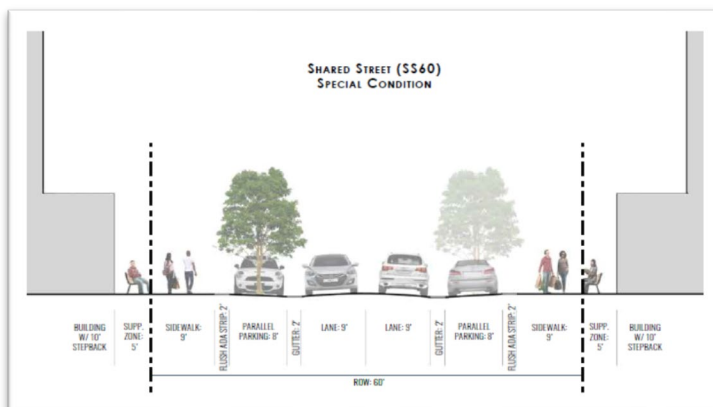 SHARED STREET (SS60)
SPECIAL CONDITION
BUILDING
W/ 10'
STEPBACK
SUPP.
ZONE:
5'
SIDEWALK:
9'
FLUSH ADA STRIP: 2'
PARALLEL
PARKING: 8'
GUTTER: 2'
LANE: 9'
LANE: 9'
GUTTER: 2'
PARALLEL
PARKING: 8'
FLUSH ADA STRIP: 2'
SIDEWALK:
9'
SUPP.
ZONE:
5'
BUILDING
W/ 10'
STEPBACK
ROW: 60'